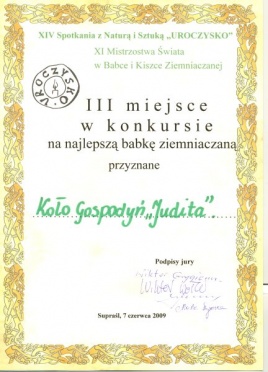 XIV Spotkania z Naturą i Sztuką „UROCZYSKO"
XI Mistrzostwa Świata
w Babce i Kiszce Ziemniaczanej
UROCZYSKO
III miejsce
w konkursie
na najlepszą babkę ziemniaczaną
przyznane
Koło Gospodyń „Judita".
Podpisy jury
Supraśl, 7 czerwca 2009